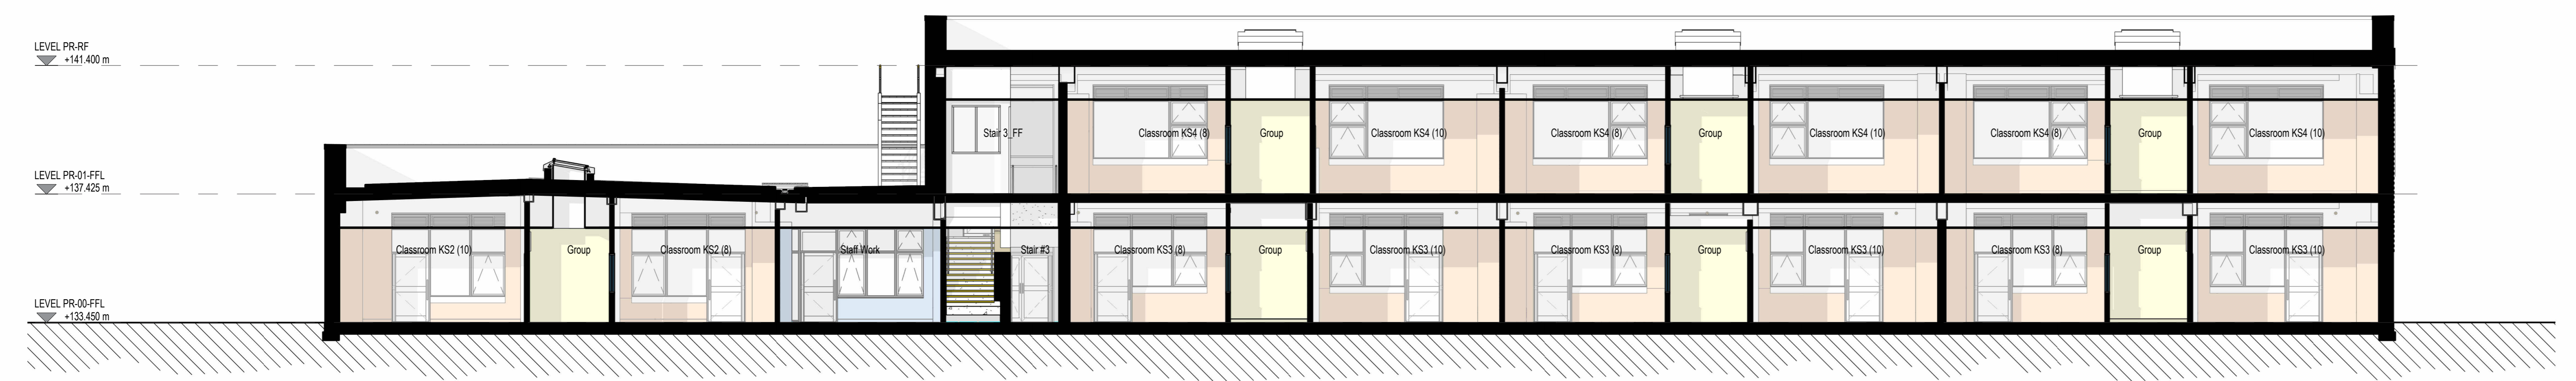 LEVEL PR-RF
+141.400 m
Stair 3_FF
Classroom KS4 (8)
Group
Classroom KS4 (10)
Classroom KS4 (8)
Group
Classroom KS4 (10)
Classroom KS4 (8)
Group
Classroom KS4 (10)
LEVEL PR-01-FFL
+137.425 m
Classroom KS2 (10)
Group
Classroom KS2 (8)
Staff Work
Stair #3
Classroom KS3 (8)
Group
Classroom KS3 (10)
Classroom KS3 (8)
Group
Classroom KS3 (10)
Classroom KS3 (8)
Group
Classroom KS3 (10)
LEVEL PR-00-FFL
+133.450 m